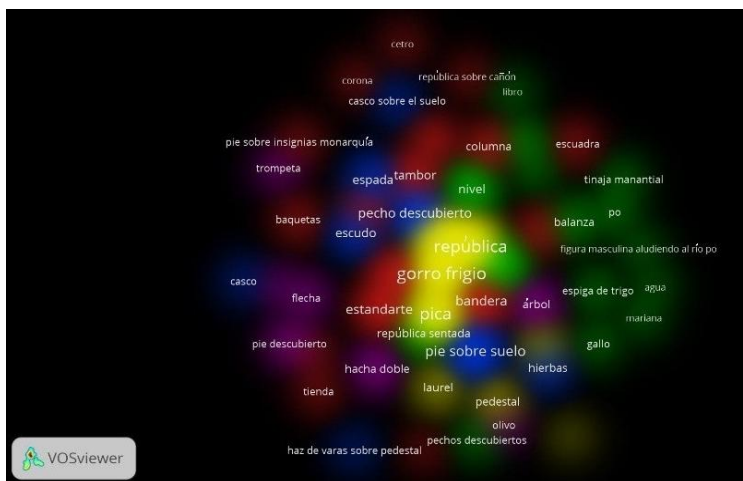 cetro
corona
república sobre cañón
libro
casco sobre el suelo
pie sobre insignias monarquía
columna
escuadra
trompeta
espada
tambor
nivel
tinaja manantial
pecho descubierto
po
baquetas
balanza
escudo
república
figura masculina aludiendo al río po
gorro frigio
casco
flecha
espiga de trigo
agua
estandarte
pica
bandera
árbol
mariana
república sentada
pie descubierto
pie sobre suelo
gallo
hacha doble
hierbas
tienda
laurel
pedestal
olivo
pechos descubiertos
haz de varas sobre pedestal
VOSviewer